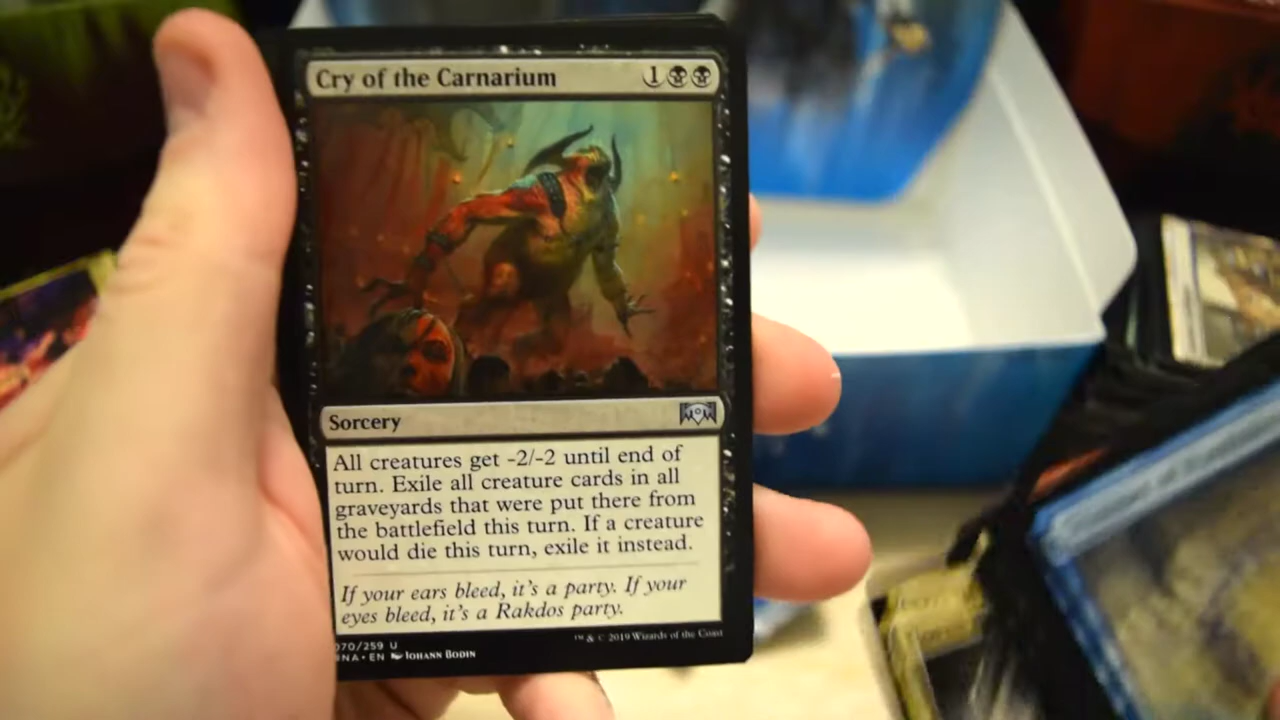 Cry of the Carnarium 1
Sorcery
All creatures get -2/-2 until end of
turn. Exile all creature cards in all
graveyards that were put there from
the battlefield this turn. If a creature
would die this turn, exile it instead.
If your ears bleed, it's a party. If your
eyes bleed, it's a Rakdos party.
070/259 U
RNA • EN JOHANN BODIN
™ & © 2019 Wizards of the Coast